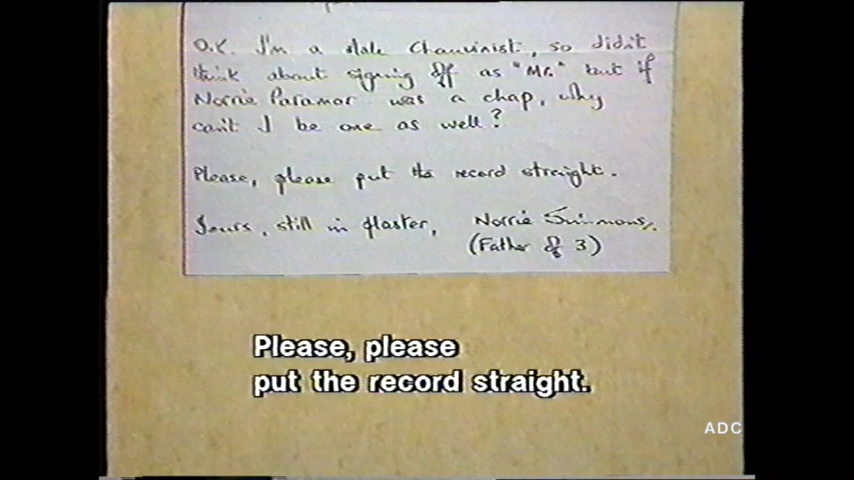 O.K. I'm a Male Chauvinist, so didn't
think about signing off as "Mr." but if
Norrie Paramor was a chap, why
can't I be one as well?
Please, please put the record straight.
Yours, still in plaster, Norrie Simmons.
(Father of 3)
Please, please
put the record straight.
ADC